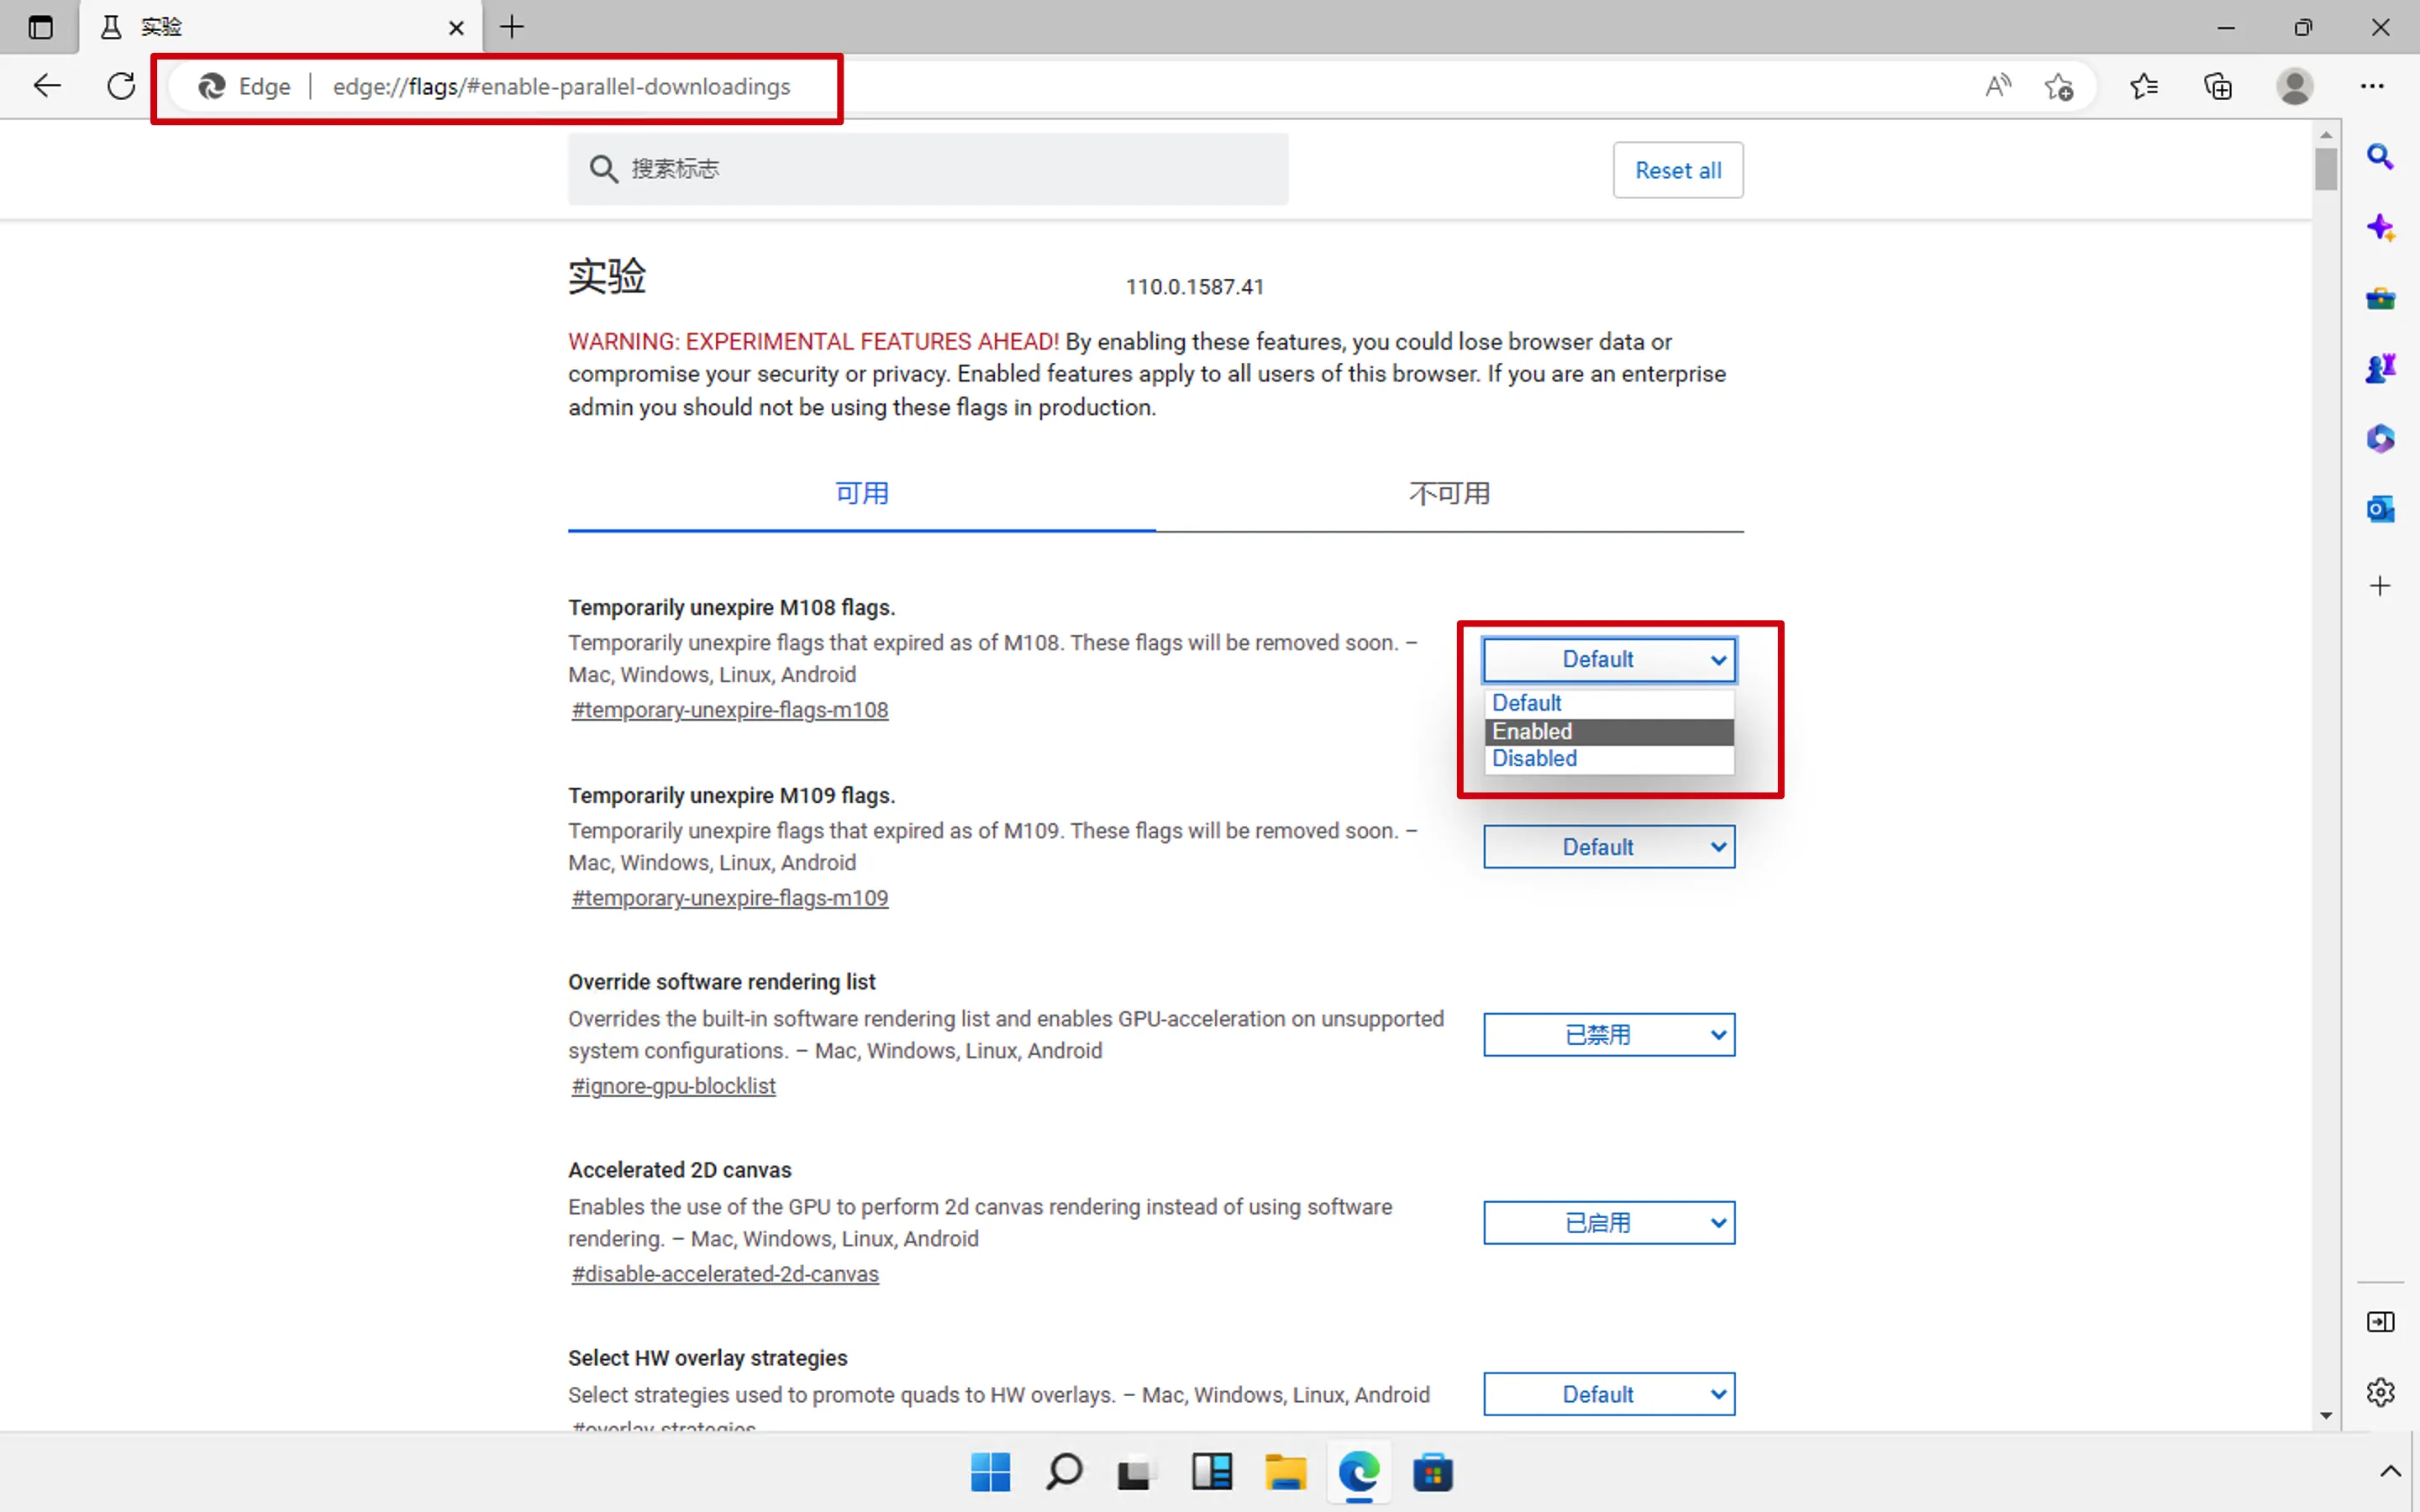 实验
Edge
edge://flags/#enable-parallel-downloadings
搜索标志
Reset all
实验
110.0.1587.41
WARNING: EXPERIMENTAL FEATURES AHEAD! By enabling these features, you could lose browser data or
compromise your security or privacy. Enabled features apply to all users of this browser. If you are an enterprise
admin you should not be using these flags in production.
可用
不可用
Temporarily unexpire M108 flags.
Temporarily unexpire flags that expired as of M108. These flags will be removed soon. –
Mac, Windows, Linux, Android
#temporary-unexpire-flags-m108
Default
Default
Enabled
Disabled
Temporarily unexpire M109 flags.
Temporarily unexpire flags that expired as of M109. These flags will be removed soon. –
Mac, Windows, Linux, Android
#temporary-unexpire-flags-m109
Default
Override software rendering list
Overrides the built-in software rendering list and enables GPU-acceleration on unsupported
system configurations. – Mac, Windows, Linux, Android
#ignore-gpu-blocklist
已禁用
Accelerated 2D canvas
Enables the use of the GPU to perform 2d canvas rendering instead of using software
rendering. – Mac, Windows, Linux, Android
#disable-accelerated-2d-canvas
已启用
Select HW overlay strategies
Select strategies used to promote quads to HW overlays. – Mac, Windows, Linux, Android
#overlay-strategies
Default